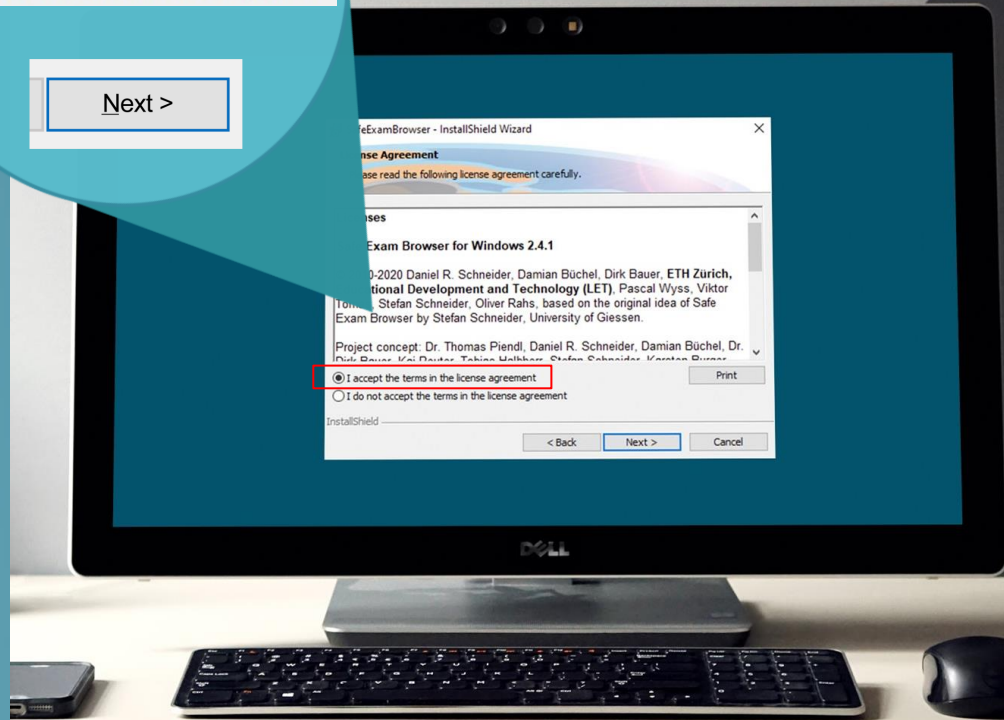 Next >
feExamBrowser - InstallShield Wizard
nse Agreement
ase read the following license agreement carefully.
Exam Browser for Windows 2.4.1
0-2020 Daniel R. Schneider, Damian Büchel, Dirk Bauer, ETH Zürich,
tional Development and Technology (LET), Pascal Wyss, Viktor
Stefan Schneider, Oliver Rahs, based on the original idea of Safe
Exam Browser by Stefan Schneider, University of Giessen.
Project concept: Dr. Thomas Piendl, Daniel R. Schneider, Damian Büchel, Dr.
I accept the terms in the license agreement
Print
I do not accept the terms in the license agreement
InstallShield
< Back
Next >
Cancel
DELL